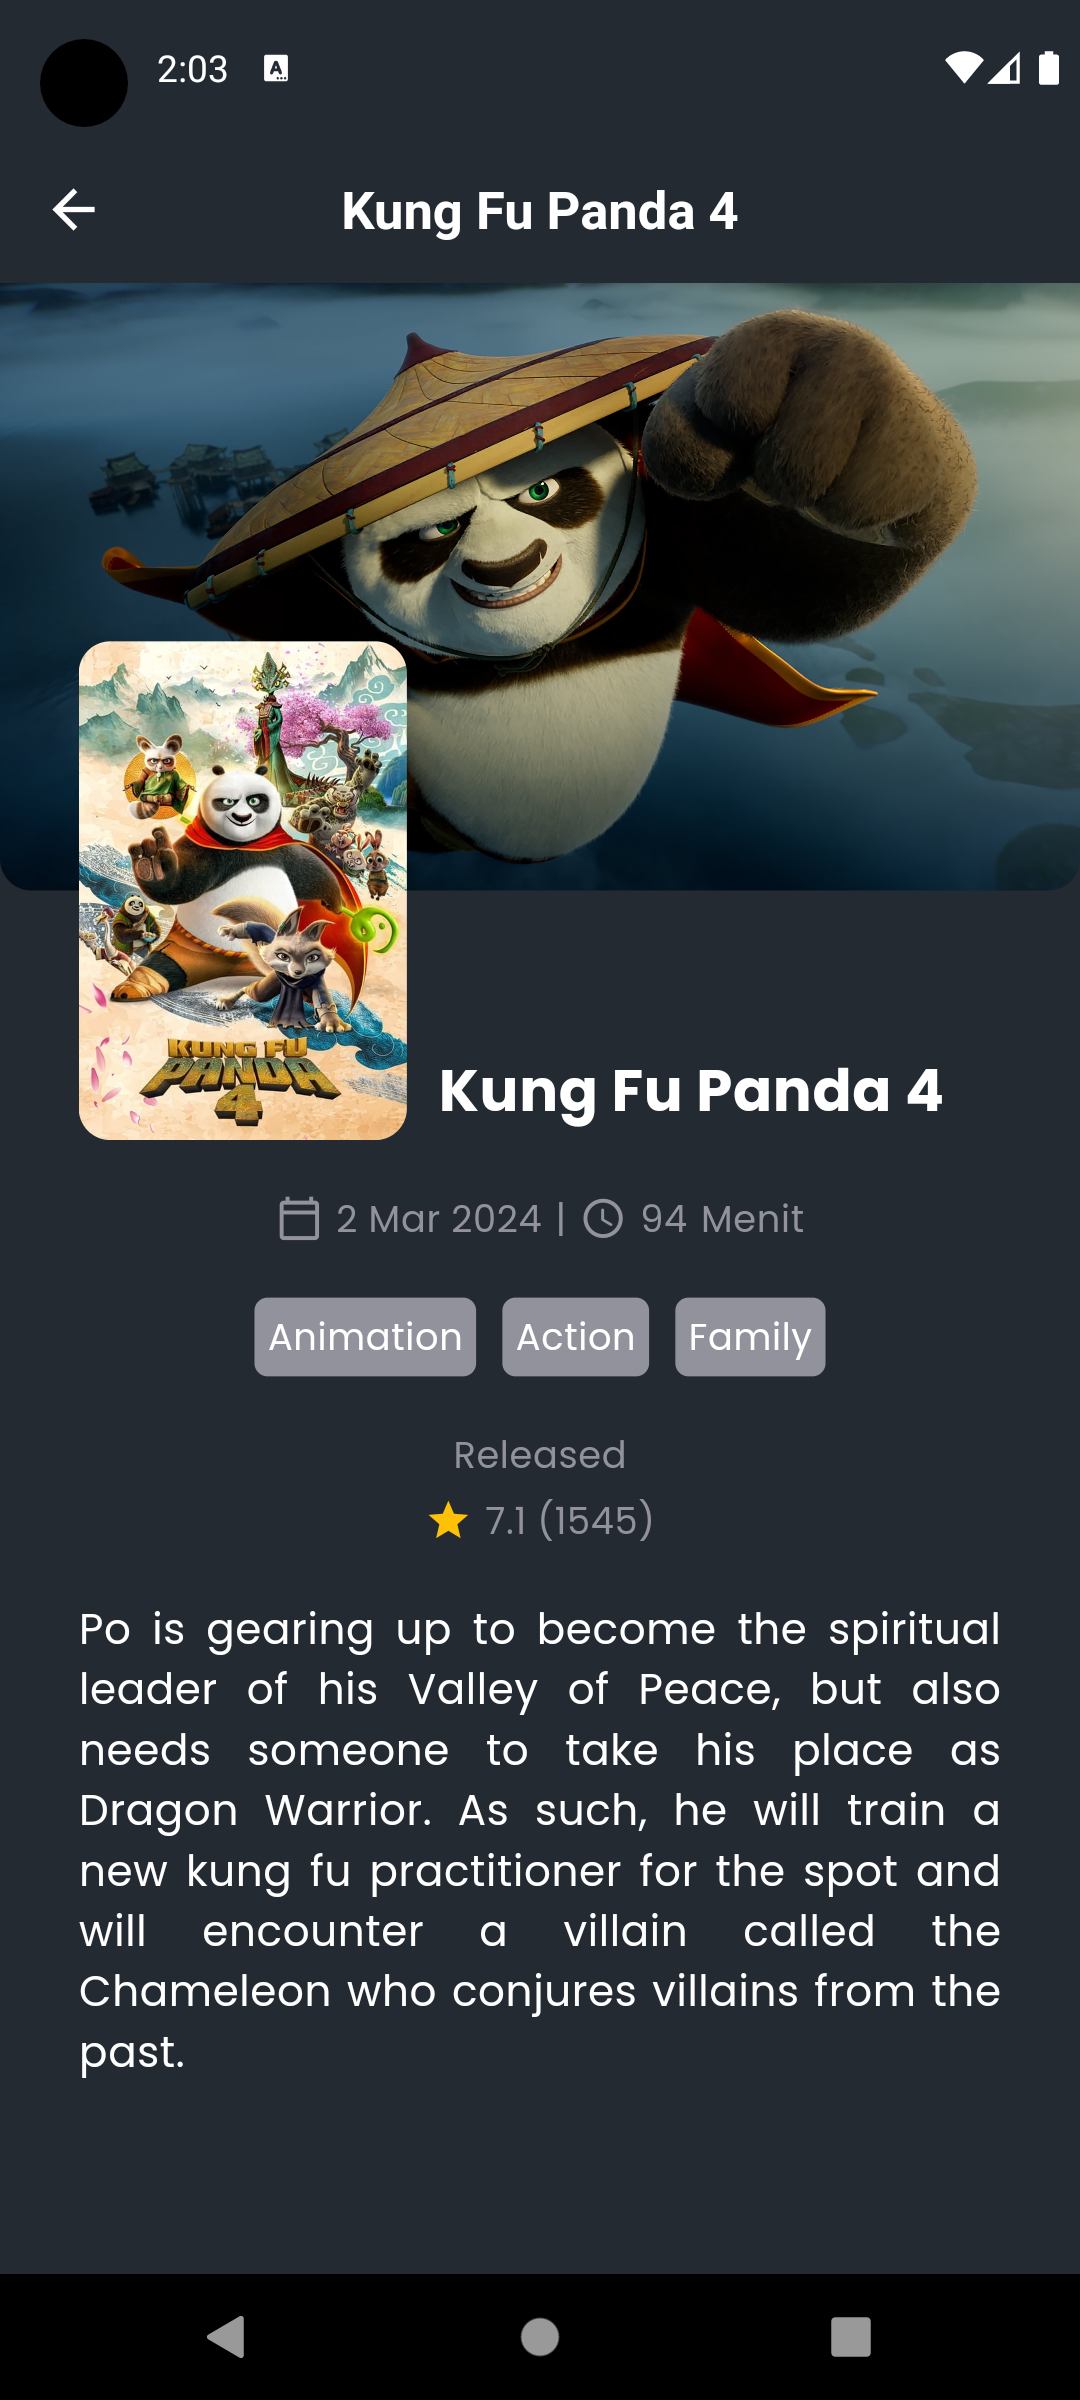 2:03
A
Kung Fu Panda 4
KUNG FU
PANDA
4
Kung Fu Panda 4
2 Mar 2024 | 94 Menit
Animation Action Family
Released
7.1 (1545)
Po is gearing up to become the spiritual
leader of his Valley of Peace, but also
needs someone to take his place as
Dragon Warrior. As such, he will train a
new kung fu practitioner for the spot and
will encounter a villain called the
Chameleon who conjures villains from the
past.